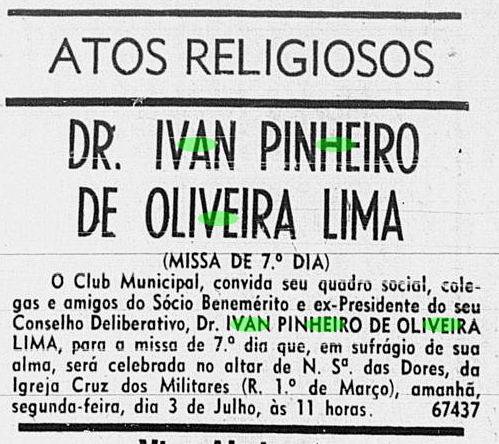 ATOS RELIGIOSOS
DR. IVAN PINHEIRO
DE OLIVEIRA LIMA
(MISSA DE 7.º DIA)
O Club Municipal, convida seu quadro social, cole-
gas e amigos do Sócio Benemérito e ex-Presidente do seu
Conselho Deliberativo, Dr. IVAN PINHEIRO DE OLIVEIRA
LIMA, para a missa de 7.º dia que, em sufrágio de sua
alma, será celebrada no altar de N. Sª. das Dores, da
Igreja Cruz dos Militares (R. 1.º de Março), amanhã,
segunda-feira, dia 3 de Julho, às 11 horas. 67437